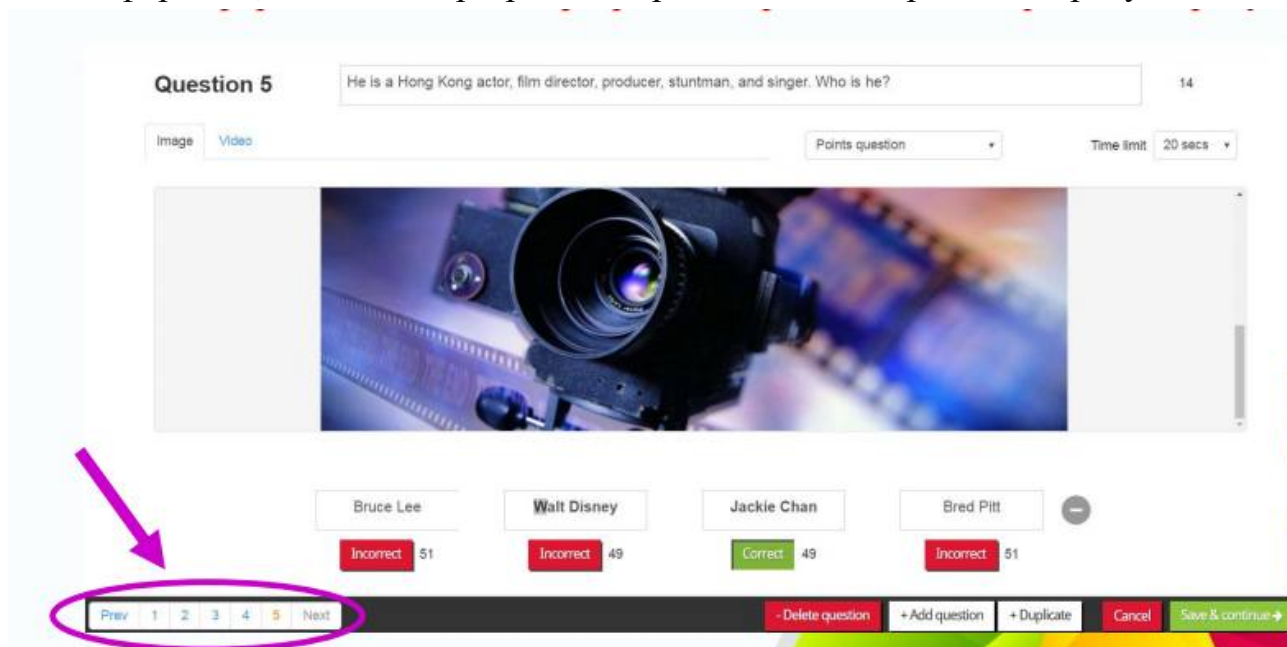 Question 5 He is a Hong Kong actor, film director, producer, stuntman, and singer. Who is he? 14
Image Video Points question Time limit 20 secs
Bruce Lee Walt Disney Jackie Chan Bred Pitt
Incorrect 51 Incorrect 49 Correct 49 Incorrect 51
Prev 1 2 3 4 5 Next - Delete question + Add question + Duplicate Cancel Save & continue →